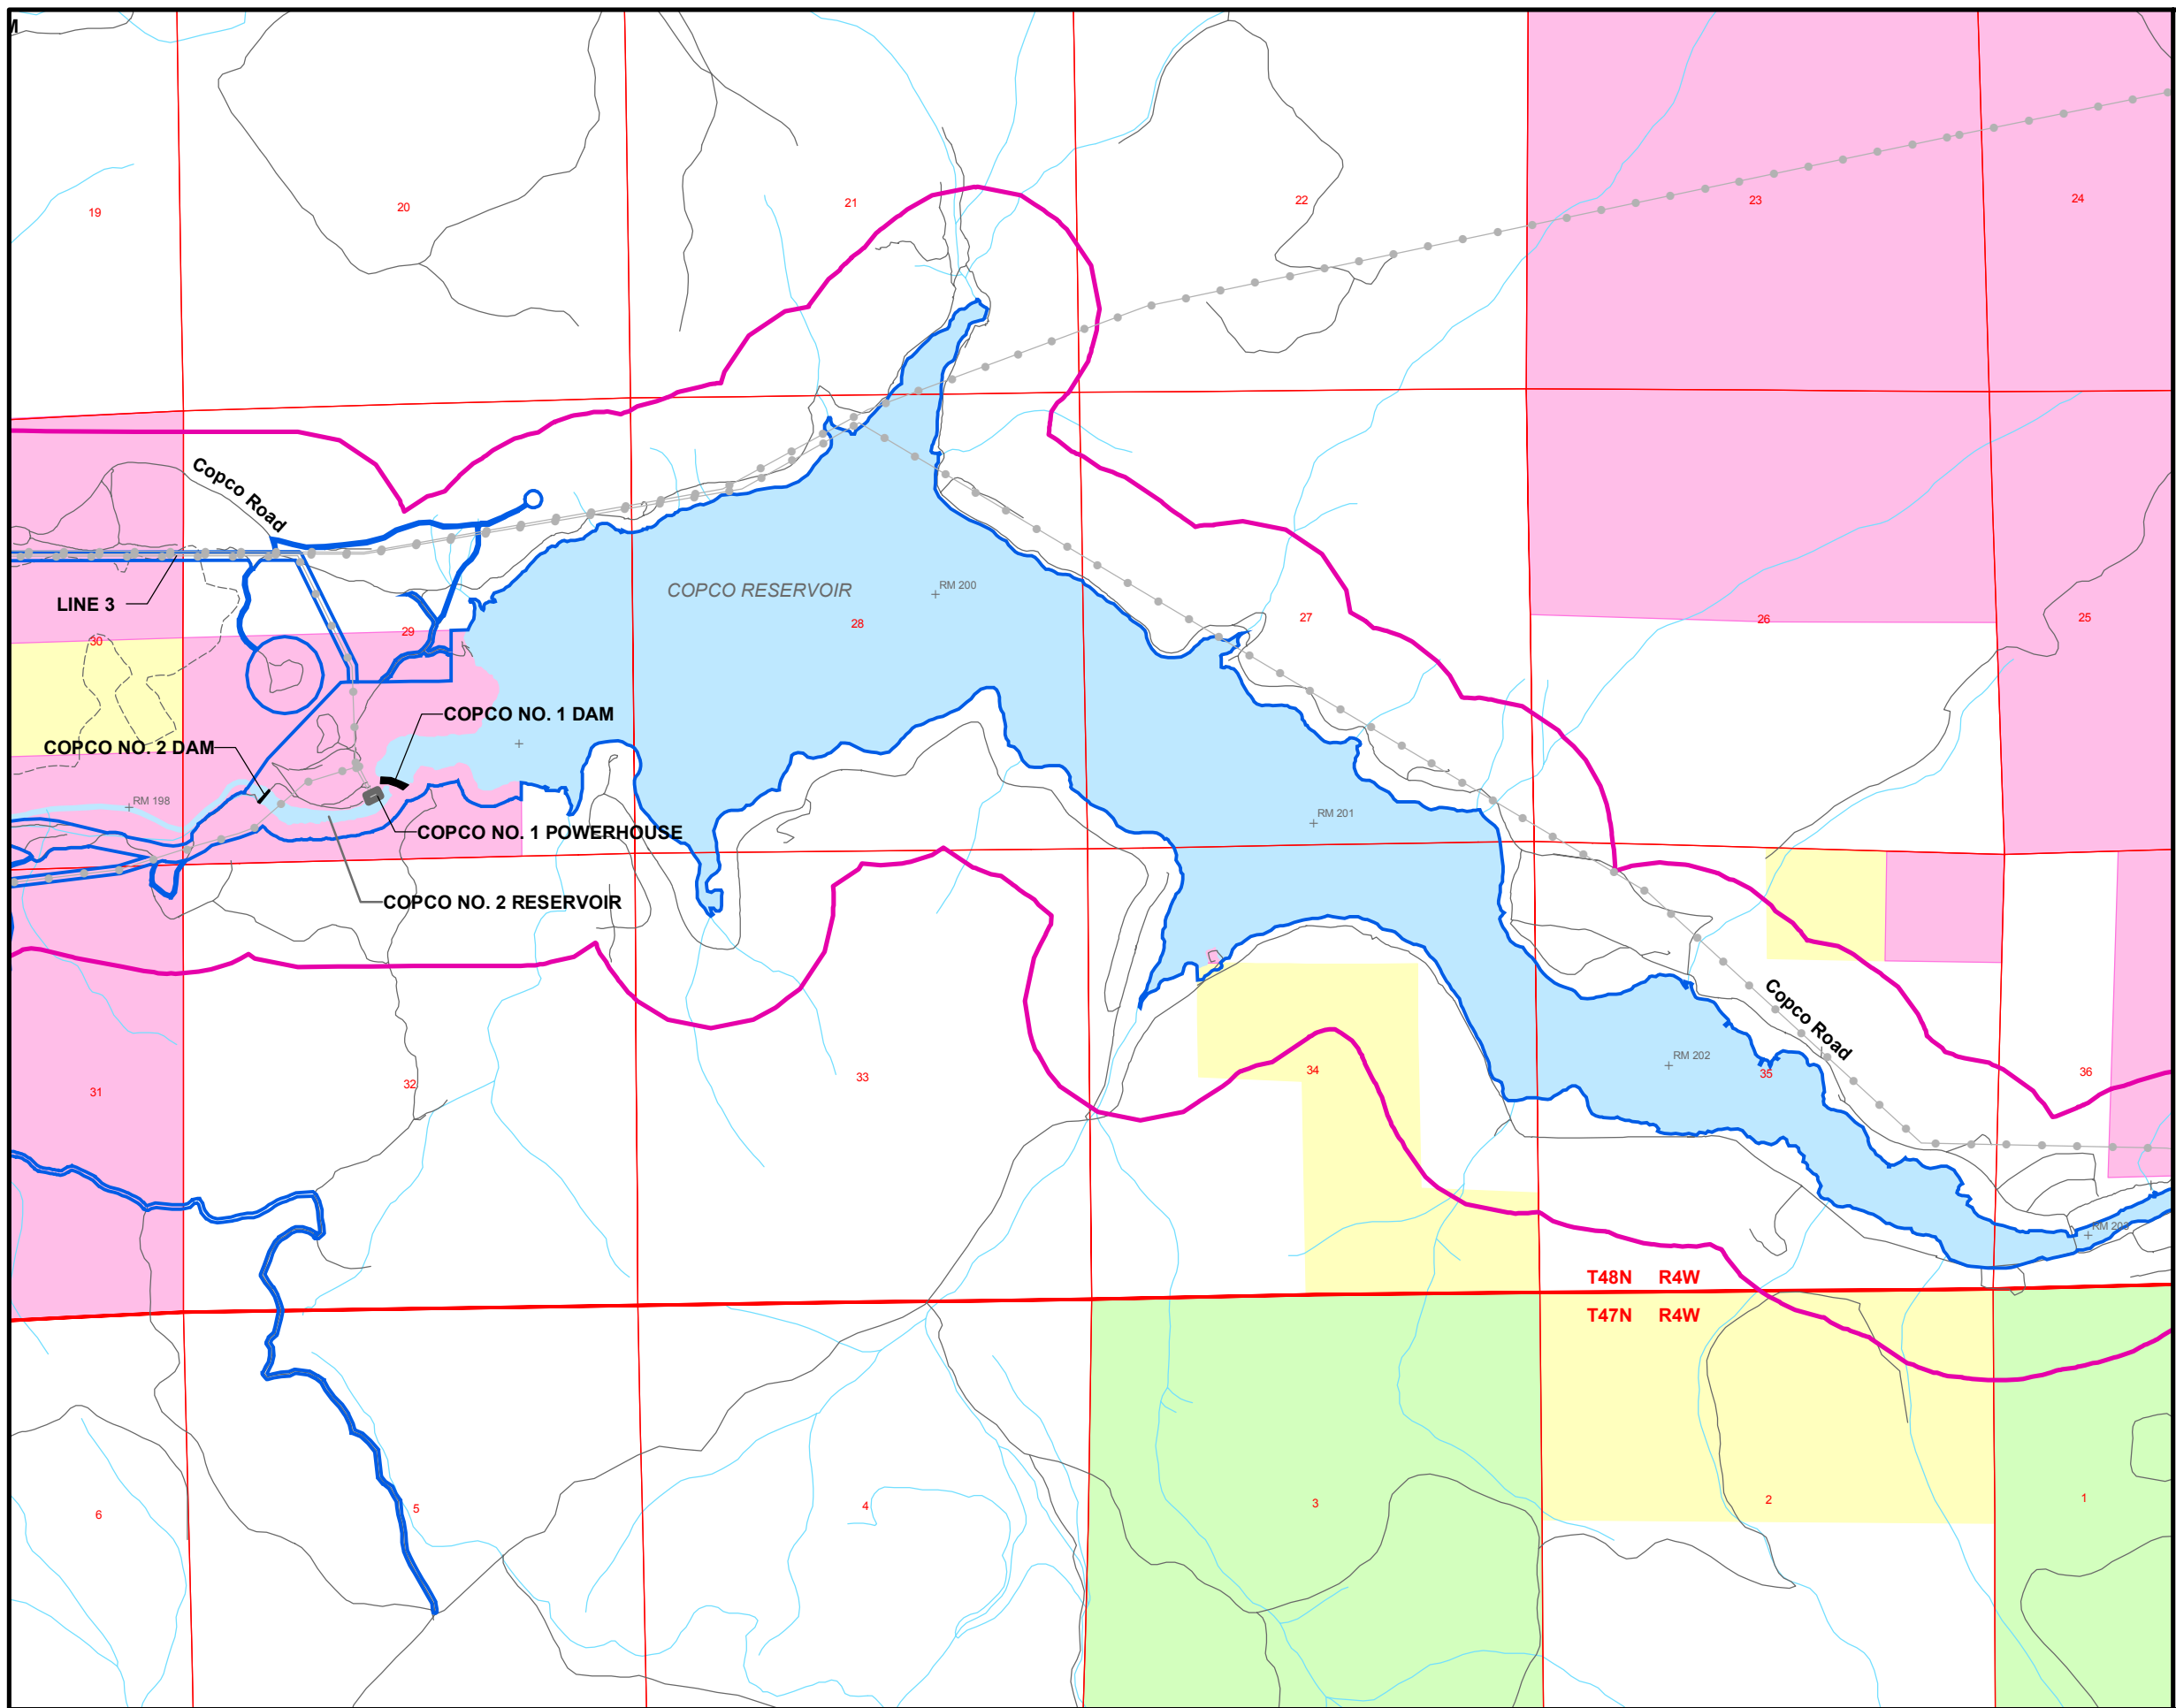 M
19
20
21
22
23
24
Copco Road
LINE 3
COPCO RESERVOIR
RM 200
30
29
28
27
26
25
COPCO NO. 1 DAM
COPCO NO. 2 DAM
RM 198
RM 201
COPCO NO. 1 POWERHOUSE
COPCO NO. 2 RESERVOIR
Copco Road
RM 202
31
32
33
34
35
36
RM 203
T48N R4W
T47N R4W
6
5
4
3
2
1